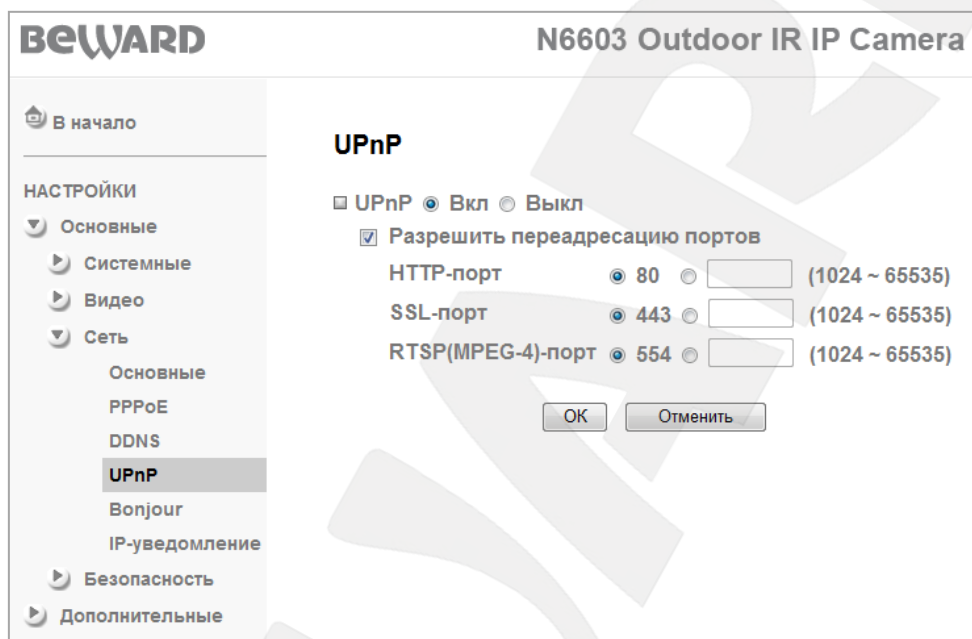 BEWARD
N6603 Outdoor IR IP Camera
В начало
НАСТРОЙКИ
Основные
Системные
Видео
Сеть
Основные
PPPoE
DDNS
UPnP
Bonjour
IP-уведомление
Безопасность
Дополнительные
UPnP
UPnP Вкл Выкл
Разрешить переадресацию портов
HTTP-порт 80 (1024 ~ 65535)
SSL-порт 443 (1024 ~ 65535)
RTSP(MPEG-4)-порт 554 (1024 ~ 65535)
OK Отменить